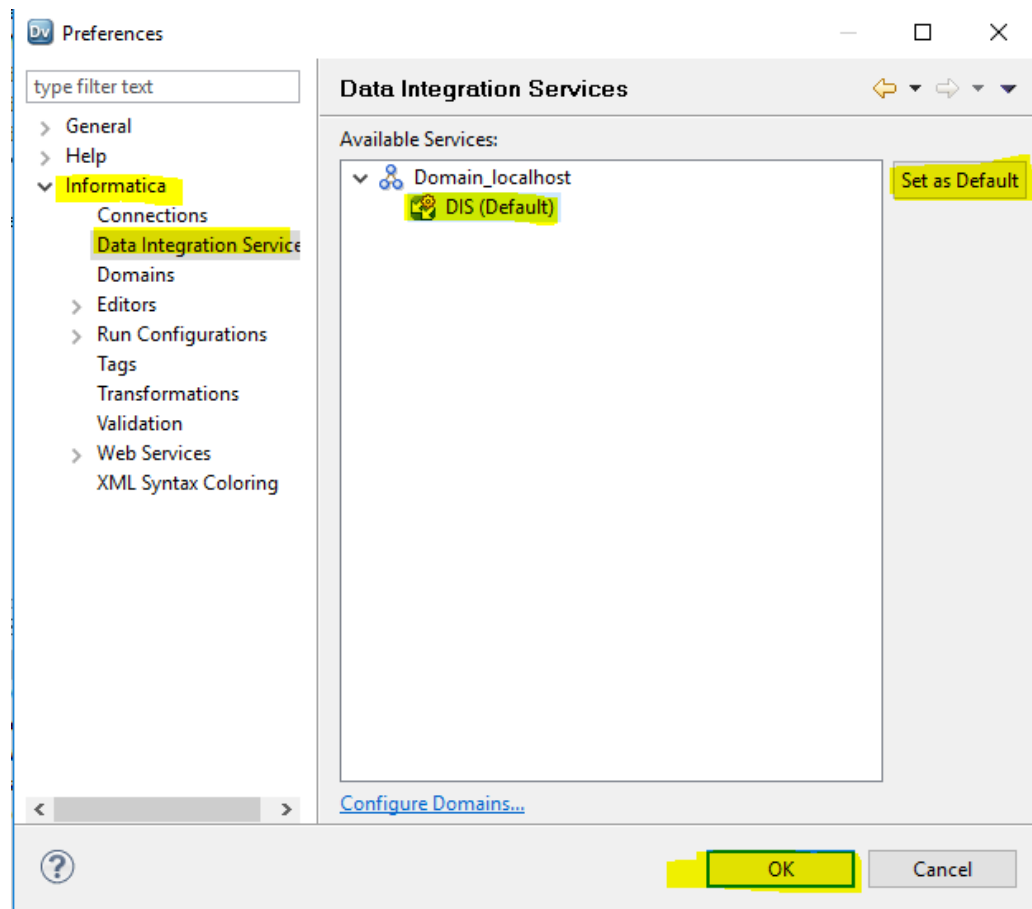 Dv Preferences
type filter text
General
Help
Informatica
Connections
Data Integration Service
Domains
Editors
Run Configurations
Tags
Transformations
Validation
Web Services
XML Syntax Coloring
Data Integration Services
Available Services:
Domain_localhost
DIS (Default)
Set as Default
Configure Domains...
?
OK
Cancel